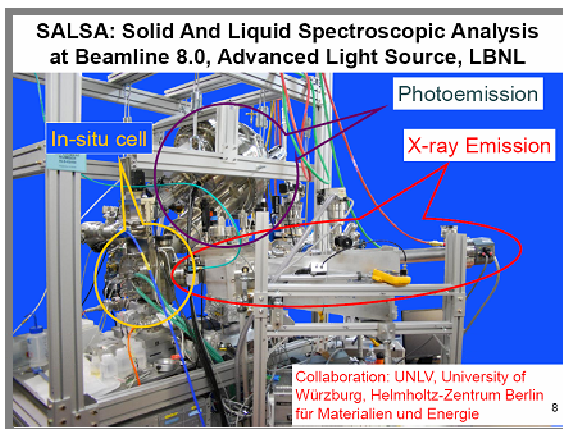 SALSA: Solid And Liquid Spectroscopic Analysis
at Beamline 8.0, Advanced Light Source, LBNL
Photoemission
In-situ cell
X-ray Emission
Collaboration: UNLV, University of
Würzburg, Helmholtz-Zentrum Berlin
für Materialien und Energie
8